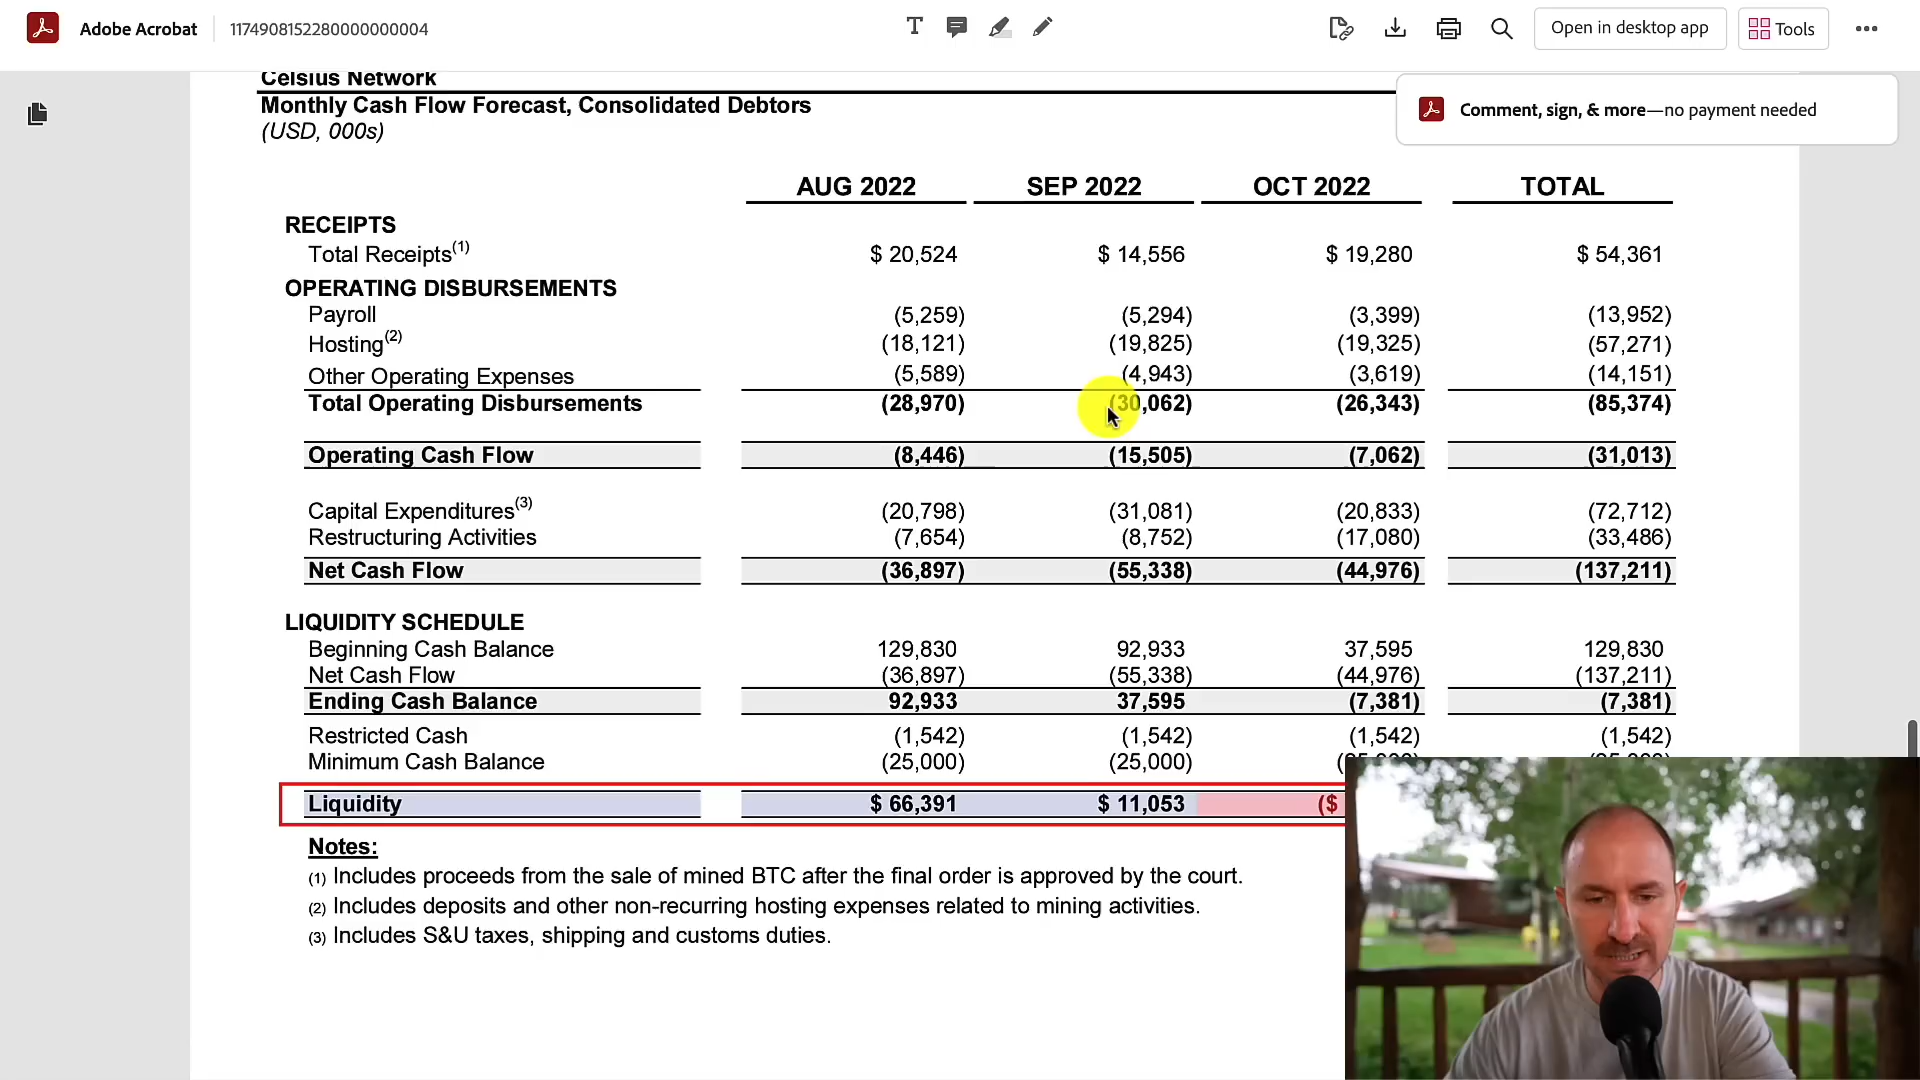 Adobe Acrobat
1174908152280000000004
Open in desktop app
Tools
Comment, sign, & more—no payment needed
Celsius Network
Monthly Cash Flow Forecast, Consolidated Debtors
(USD, 000s)
AUG 2022 SEP 2022 OCT 2022 TOTAL
RECEIPTS
Total Receipts(1) $ 20,524 $ 14,556 $ 19,280 $ 54,361
OPERATING DISBURSEMENTS
Payroll (5,259) (5,294) (3,399) (13,952)
Hosting(2) (18,121) (19,825) (19,325) (57,271)
Other Operating Expenses (5,589) (4,943) (3,619) (14,151)
Total Operating Disbursements (28,970) (30,062) (26,343) (85,374)
Operating Cash Flow (8,446) (15,505) (7,062) (31,013)
Capital Expenditures(3) (20,798) (31,081) (20,833) (72,712)
Restructuring Activities (7,654) (8,752) (17,080) (33,486)
Net Cash Flow (36,897) (55,338) (44,976) (137,211)
LIQUIDITY SCHEDULE
Beginning Cash Balance 129,830 92,933 37,595 129,830
Net Cash Flow (36,897) (55,338) (44,976) (137,211)
Ending Cash Balance 92,933 37,595 (7,381) (7,381)
Restricted Cash (1,542) (1,542) (1,542) (1,542)
Minimum Cash Balance (25,000) (25,000)
Liquidity $ 66,391 $ 11,053 ($
Notes:
(1) Includes proceeds from the sale of mined BTC after the final order is approved by the court.
(2) Includes deposits and other non-recurring hosting expenses related to mining activities.
(3) Includes S&U taxes, shipping and customs duties.